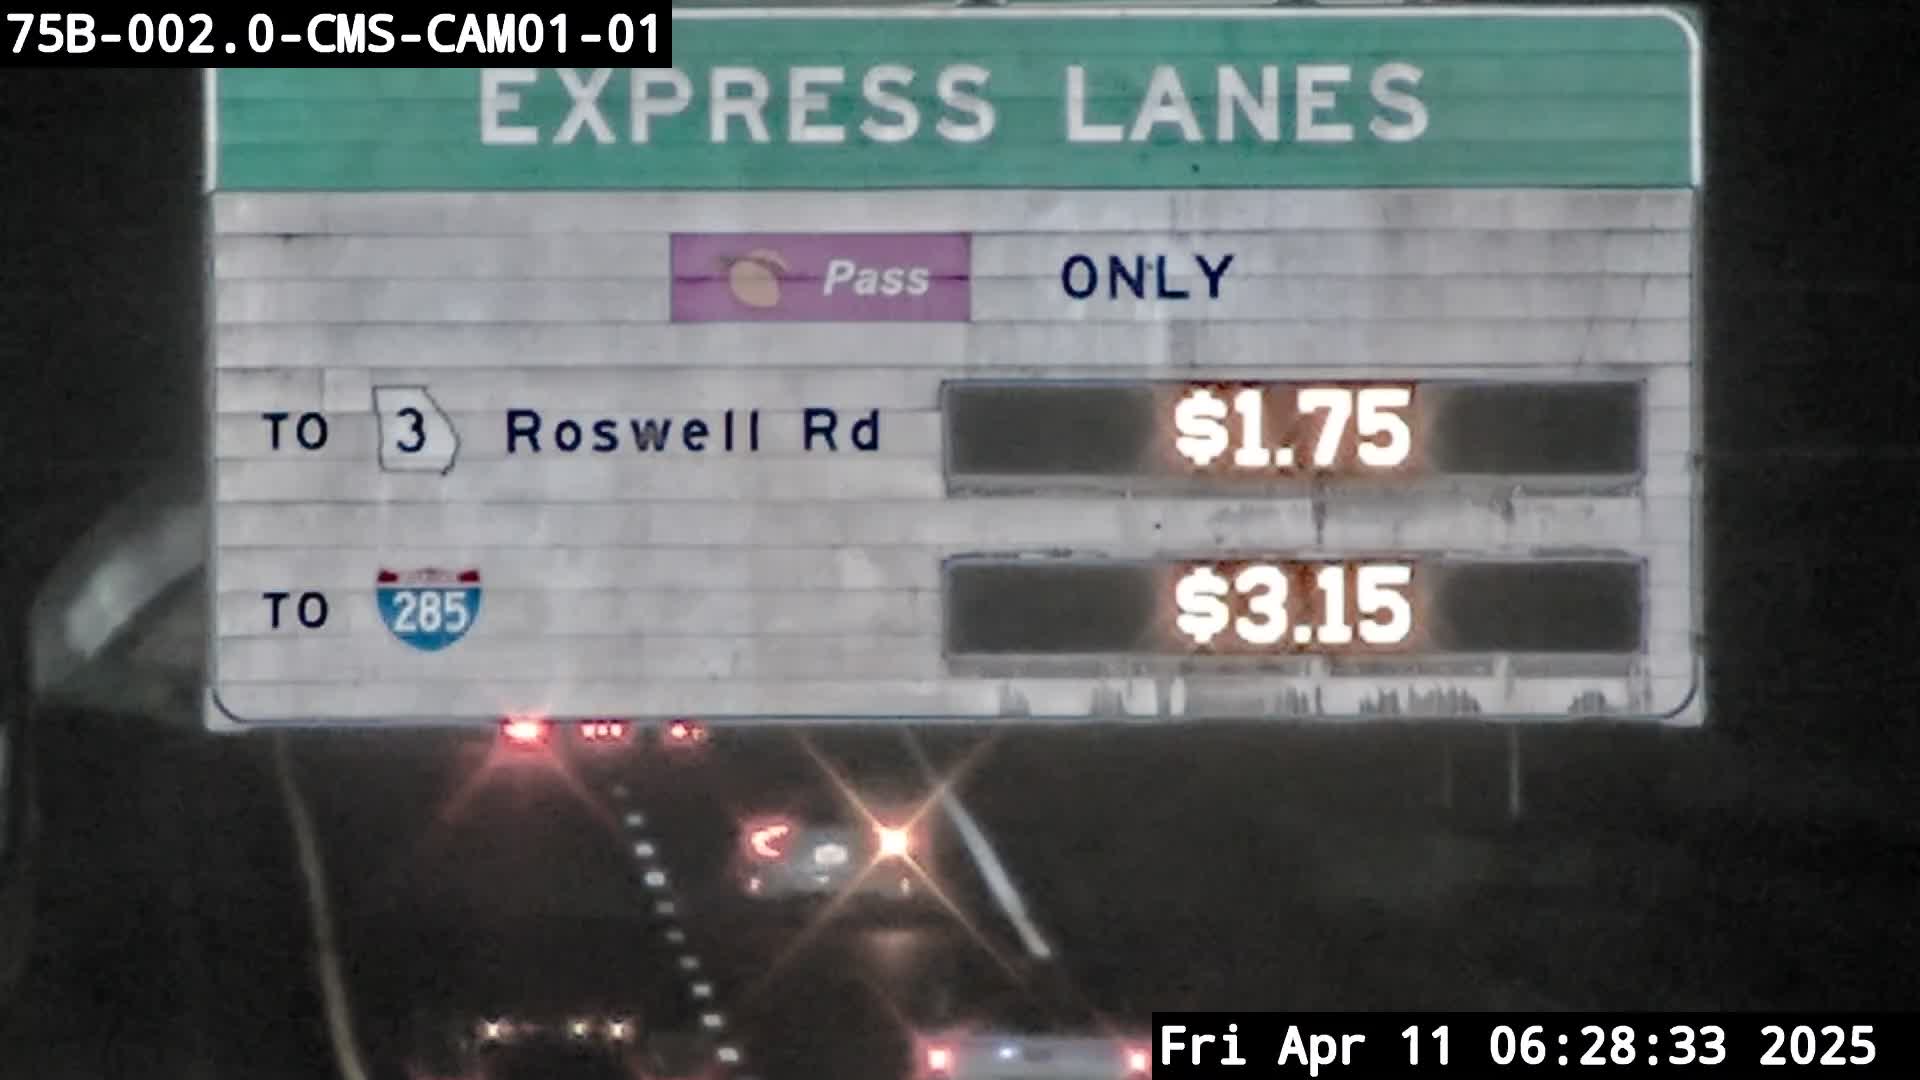 75B-002.0-CMS-CAM01-01
EXPRESS LANES
Pass ONLY
TO 3 Roswell Rd $1.75
TO 285 $3.15
Fri Apr 11 06:28:33 2025